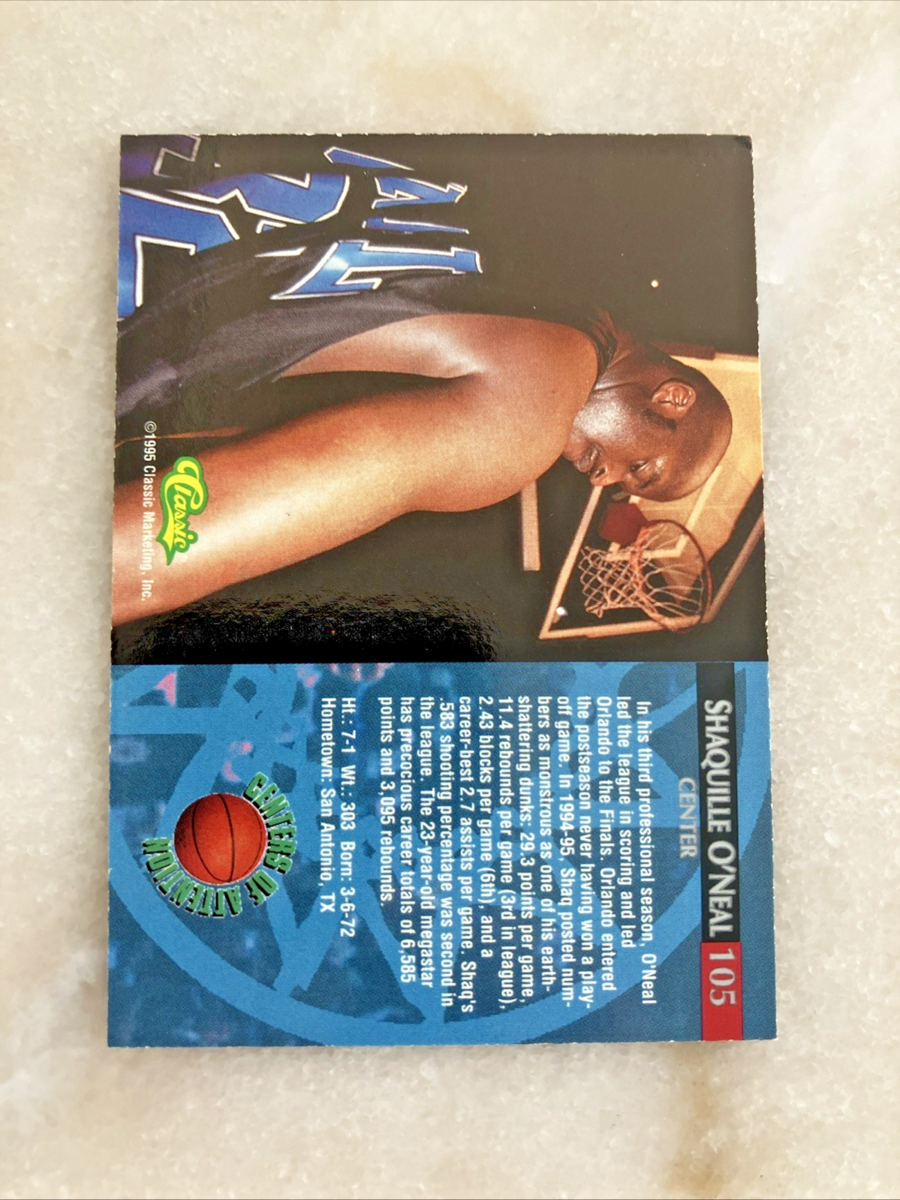 SHAQUILLE O'NEAL 105
CENTER
In his third professional season, O'Neal
led the league in scoring and led
Orlando to the Finals. Orlando entered
the postseason never having won a play-
off game. In 1994-95, Shaq posted num-
bers as monstrous as one of his earth-
shattering dunks: 29.3 points per game,
11.4 rebounds per game (3rd in league),
2.43 blocks per game (6th), and a
career-best 2.7 assists per game. Shaq's
.583 shooting percentage was second in
the league. The 23-year-old megastar
has precocious career totals of 6,585
points and 3,095 rebounds.
Ht.: 7-1 Wt.: 303 Born: 3-6-72
Hometown: San Antonio, TX
CENTERS OF ATTENTION
Classic
©1995 Classic Marketing, Inc.